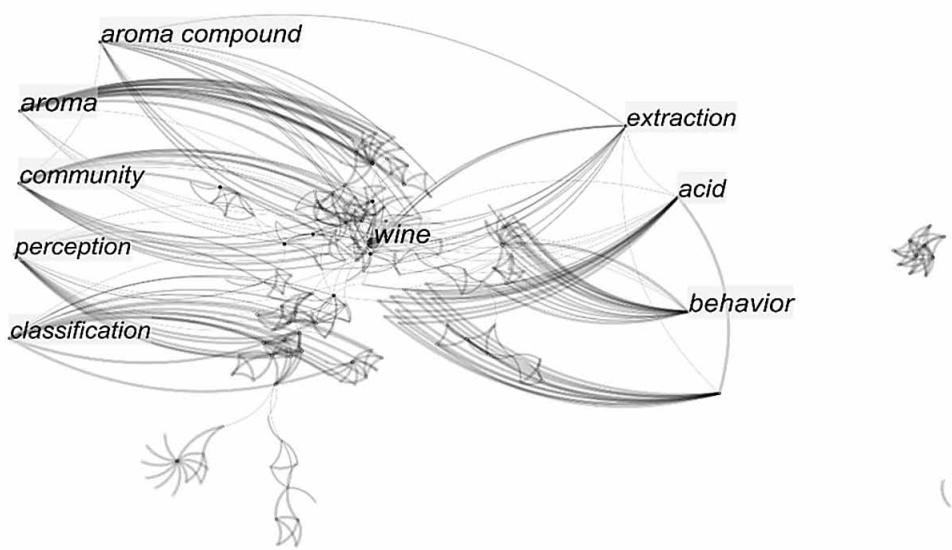 aroma compound
aroma
extraction
community
acid
wine
perception
behavior
classification